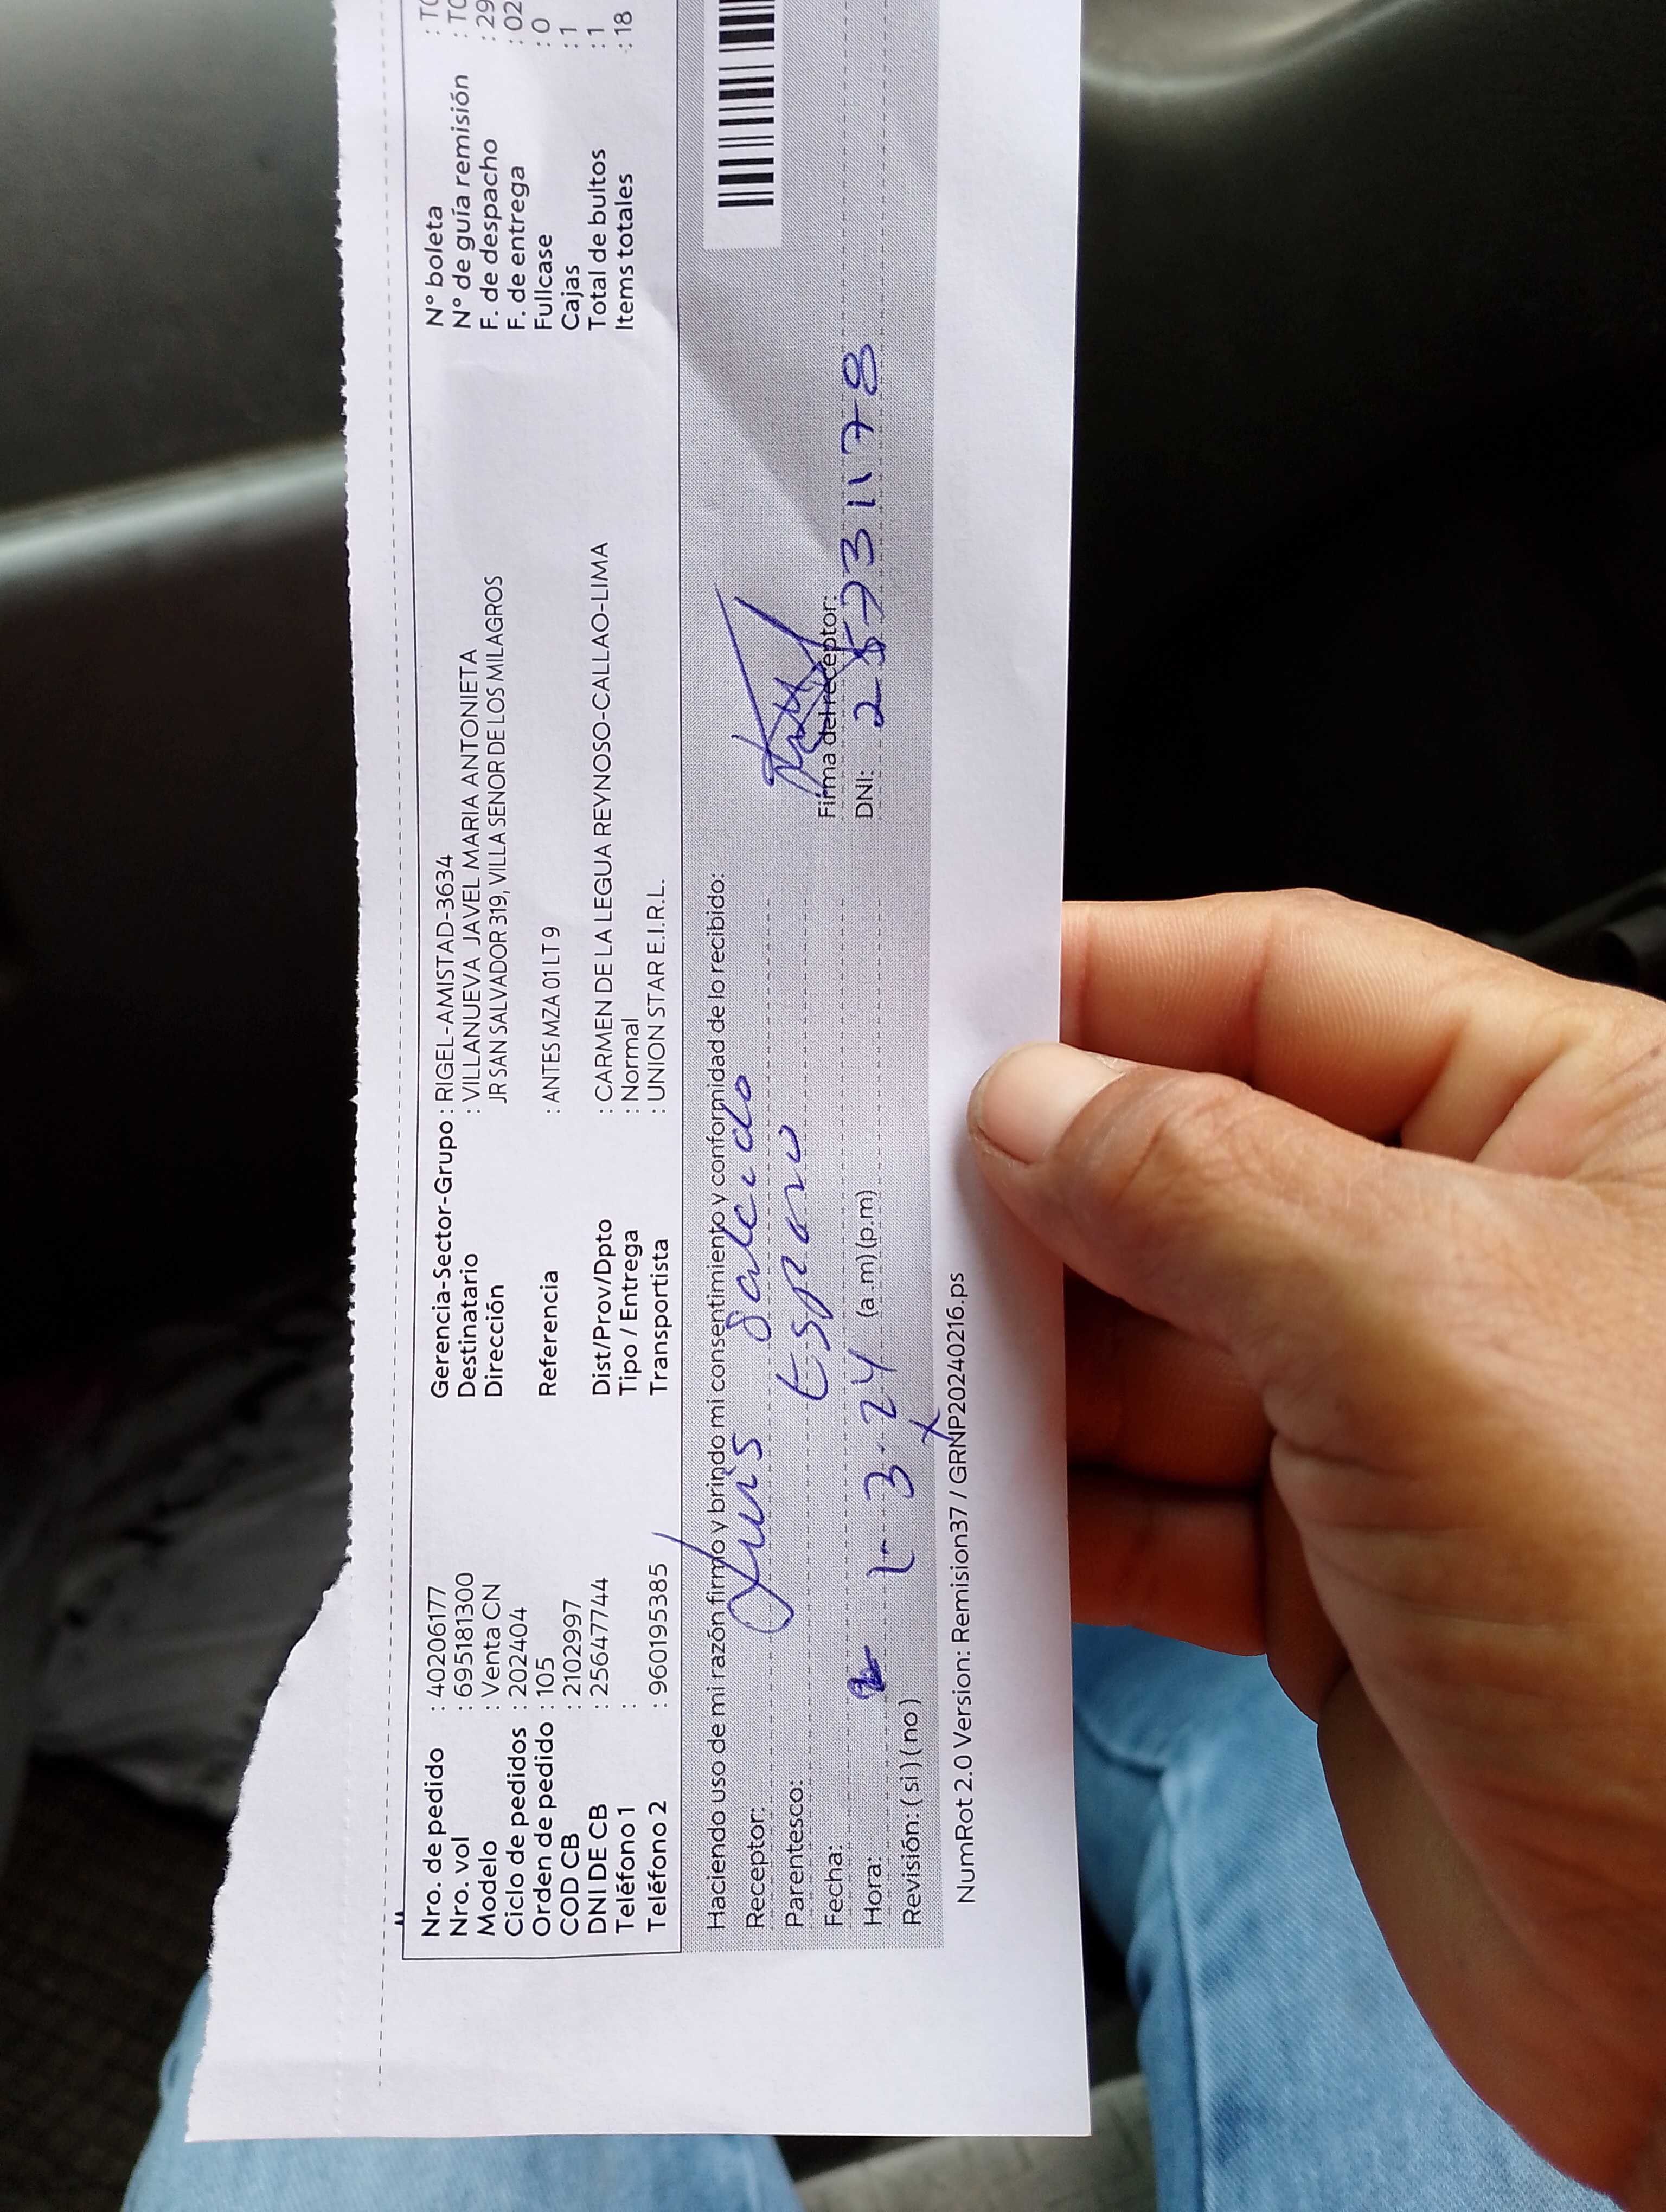 Nro. de pedido : 40206177
Nro. vol : 695181300
Modelo : Venta CN
Ciclo de pedidos : 202404
Orden de pedido : 105
COD CB : 2102997
DNI DE CB : 25647744
Teléfono 1 :
Teléfono 2 : 960195385
Gerencia-Sector-Grupo : RIGEL-AMISTAD-3634
Destinatario : VILLANUEVA JAVEL MARIA ANTONIETA
Dirección JR SAN SALVADOR 319, VILLA SENOR DE LOS MILAGROS
Referencia : ANTES MZA 01 LT 9
Dist/Prov/Dpto : CARMEN DE LA LEGUA REYNOSO-CALLAO-LIMA
Tipo / Entrega : Normal
Transportista : UNION STAR E.I.R.L.
N° boleta : TO
N° de guía remisión : TO
F. de despacho : 29
F. de entrega : 02
Fullcase : 0
Cajas : 1
Total de bultos : 1
Items totales : 18
Haciendo uso de mi razón firmo y brindo mi consentimiento y conformidad de lo recibido:
Receptor: Luis Salcedo
Parentesco: Esposo
Fecha: 1-3-24
Hora: (a.m) (p.m)
Revisión: ( si ) ( no ) x
Firma del receptor:
DNI: 25731178
NumRot 2.0 Version: Remision37 / GRNP20240216.ps